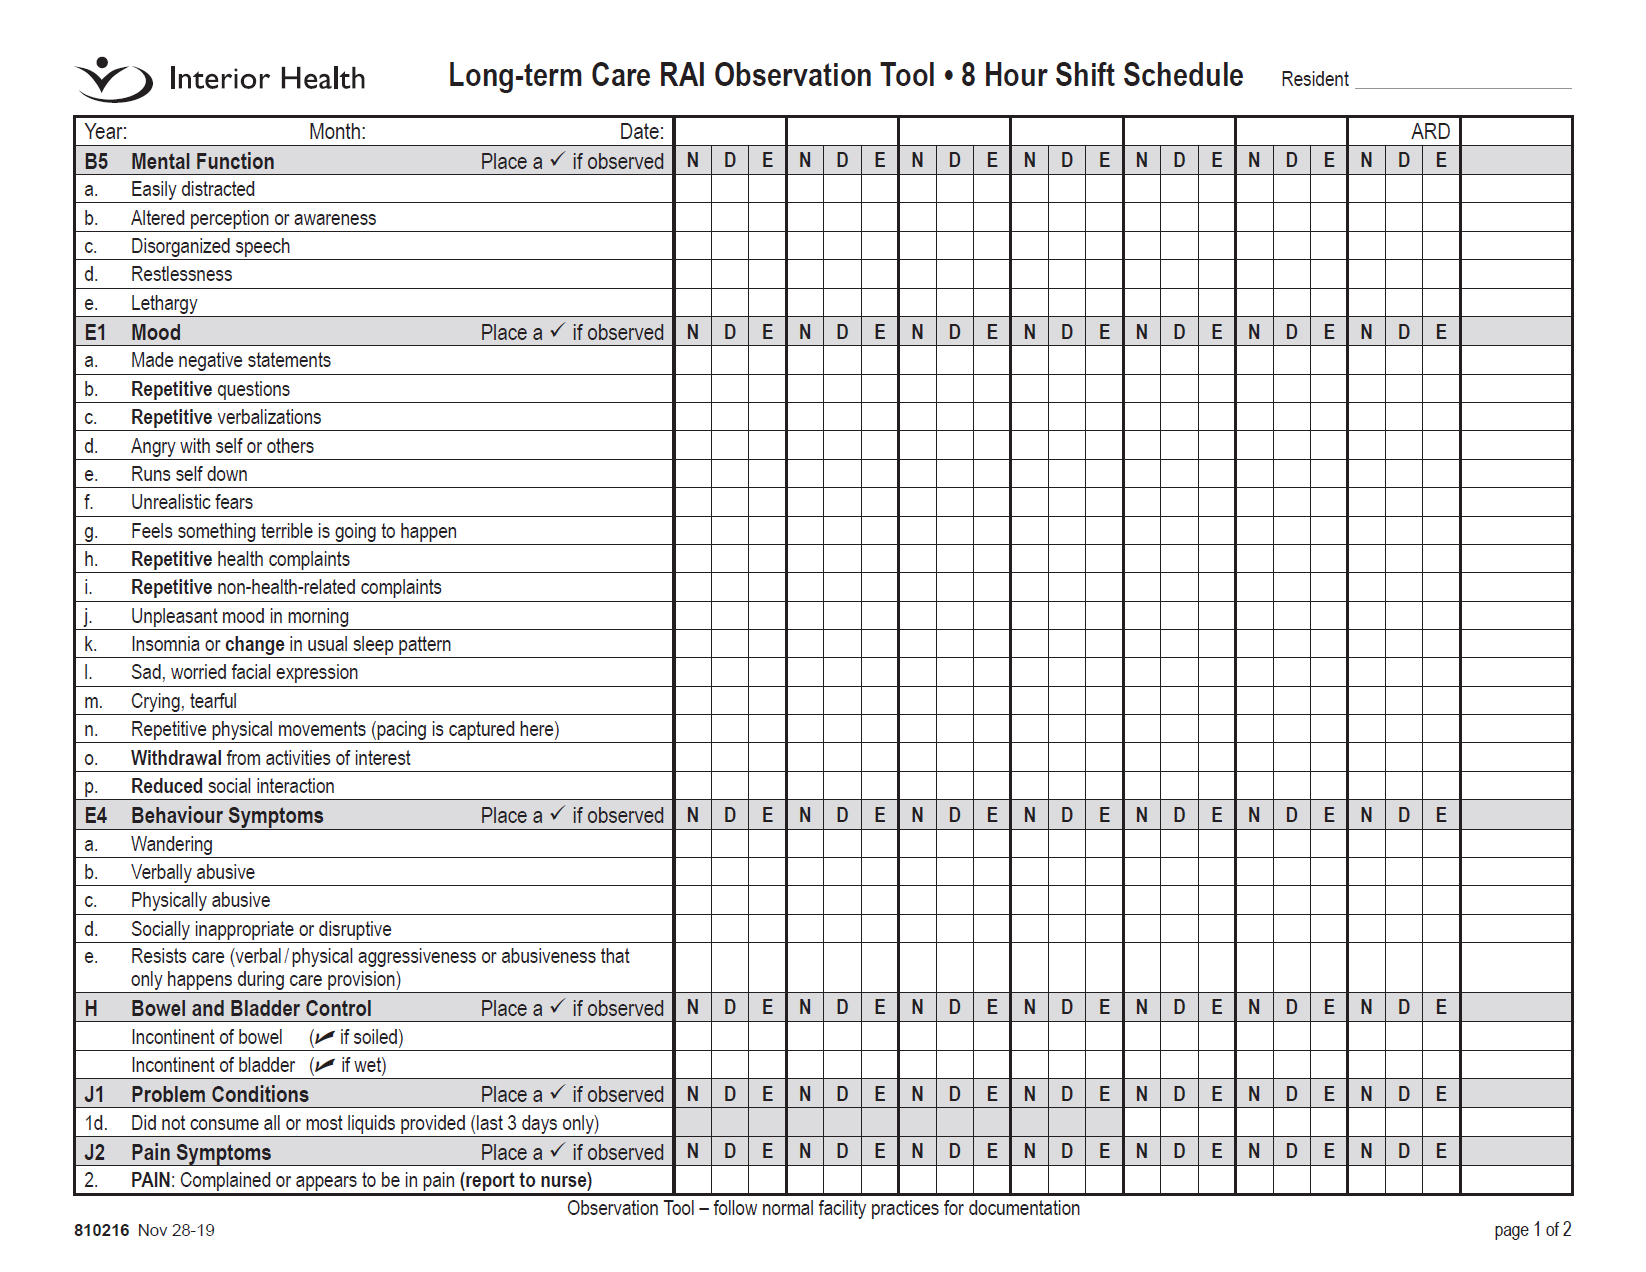 Interior Health
Long-term Care RAI Observation Tool • 8 Hour Shift Schedule Resident
Year: Month: Date: ARD
B5 Mental Function Place a ✓ if observed N D E N D E N D E N D E N D E N D E N D E
a. Easily distracted
b. Altered perception or awareness
c. Disorganized speech
d. Restlessness
e. Lethargy
E1 Mood Place a ✓ if observed N D E N D E N D E N D E N D E N D E N D E
a. Made negative statements
b. Repetitive questions
c. Repetitive verbalizations
d. Angry with self or others
e. Runs self down
f. Unrealistic fears
g. Feels something terrible is going to happen
h. Repetitive health complaints
i. Repetitive non-health-related complaints
j. Unpleasant mood in morning
k. Insomnia or change in usual sleep pattern
l. Sad, worried facial expression
m. Crying, tearful
n. Repetitive physical movements (pacing is captured here)
o. Withdrawal from activities of interest
p. Reduced social interaction
E4 Behaviour Symptoms Place a ✓ if observed N D E N D E N D E N D E N D E N D E N D E
a. Wandering
b. Verbally abusive
c. Physically abusive
d. Socially inappropriate or disruptive
e. Resists care (verbal/physical aggressiveness or abusiveness that
only happens during care provision)
H Bowel and Bladder Control Place a ✓ if observed N D E N D E N D E N D E N D E N D E N D E
Incontinent of bowel (✓ if soiled)
Incontinent of bladder (✓ if wet)
J1 Problem Conditions Place a ✓ if observed N D E N D E N D E N D E N D E N D E N D E
1d. Did not consume all or most liquids provided (last 3 days only)
J2 Pain Symptoms Place a ✓ if observed N D E N D E N D E N D E N D E N D E N D E
2. PAIN: Complained or appears to be in pain (report to nurse)
Observation Tool – follow normal facility practices for documentation
810216 Nov 28-19 page 1 of 2